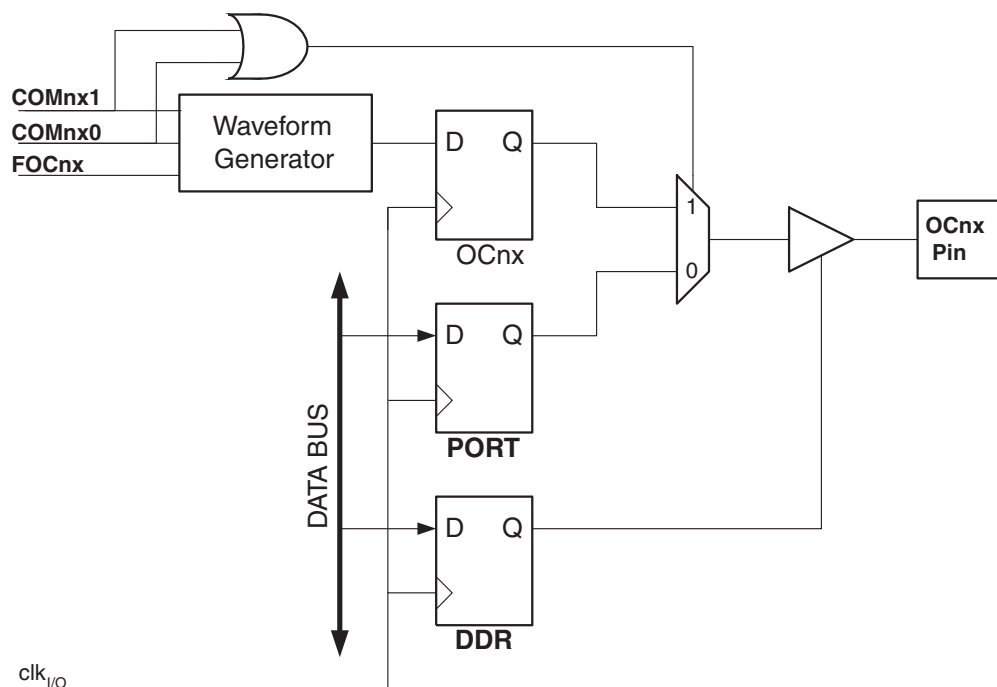 COMnx1
COMnx0
FOCnx
Waveform
Generator
D Q
OCnx
1
0
OCnx
Pin
D Q
PORT
DATA BUS
D Q
DDR
clkI/O